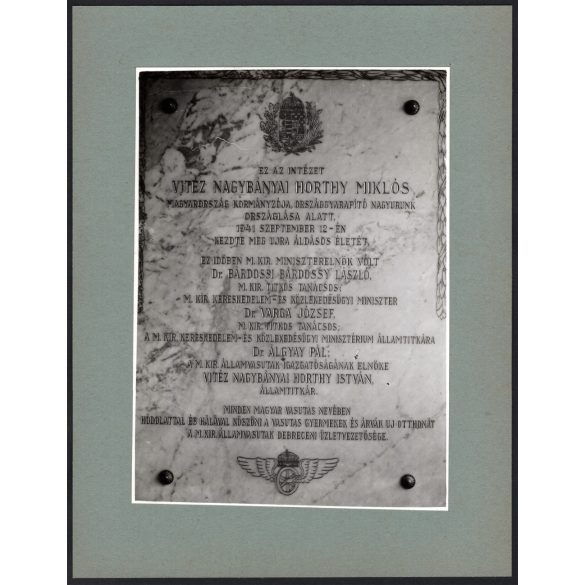 EZ AZ INTÉZET
VITÉZ NAGYBÁNYAI HORTHY MIKLÓS
MAGYARORSZÁG KORMÁNYZÓJA, ORSZÁGGYARAPÍTÓ NAGYURUNK
ORSZÁGLÁSA ALATT,
1941 SZEPTEMBER 12-ÉN
KEZDTE MEG ÚJRA ÁLDÁSOS ÉLETÉT.
EZ IDŐBEN M. KIR. MINISZTERELNÖK VOLT
Dr. BÁRDOSSI BÁRDOSSY LÁSZLÓ,
M. KIR. TITKOS TANÁCSOS;
M. KIR. KERESKEDELEM-ÉS KÖZLEKEDÉSÜGYI MINISZTER
Dr. VARGA JÓZSEF,
M. KIR. TITKOS TANÁCSOS;
A M. KIR. KERESKEDELEM-ÉS KÖZLEKEDÉSÜGYI MINISZTÉRIUM ÁLLAMTITKÁRA
Dr. ALGYAY PÁL;
A M. KIR. ÁLLAMVASUTAK IGAZGATÓSÁGÁNAK ELNÖKE
VITÉZ NAGYBÁNYAI HORTHY ISTVÁN,
ÁLLAMTITKÁR.
MINDEN MAGYAR VASUTAS NEVÉBEN
HÓDOLATTAL ÉS HÁLÁVAL KÖSZÖNI A VASUTAS GYERMEKEK ÉS ÁRVÁK ÚJ OTTHONÁT
A M. KIR. ÁLLAMVASUTAK DEBRECENI ÜZLETVEZETŐSÉGE.